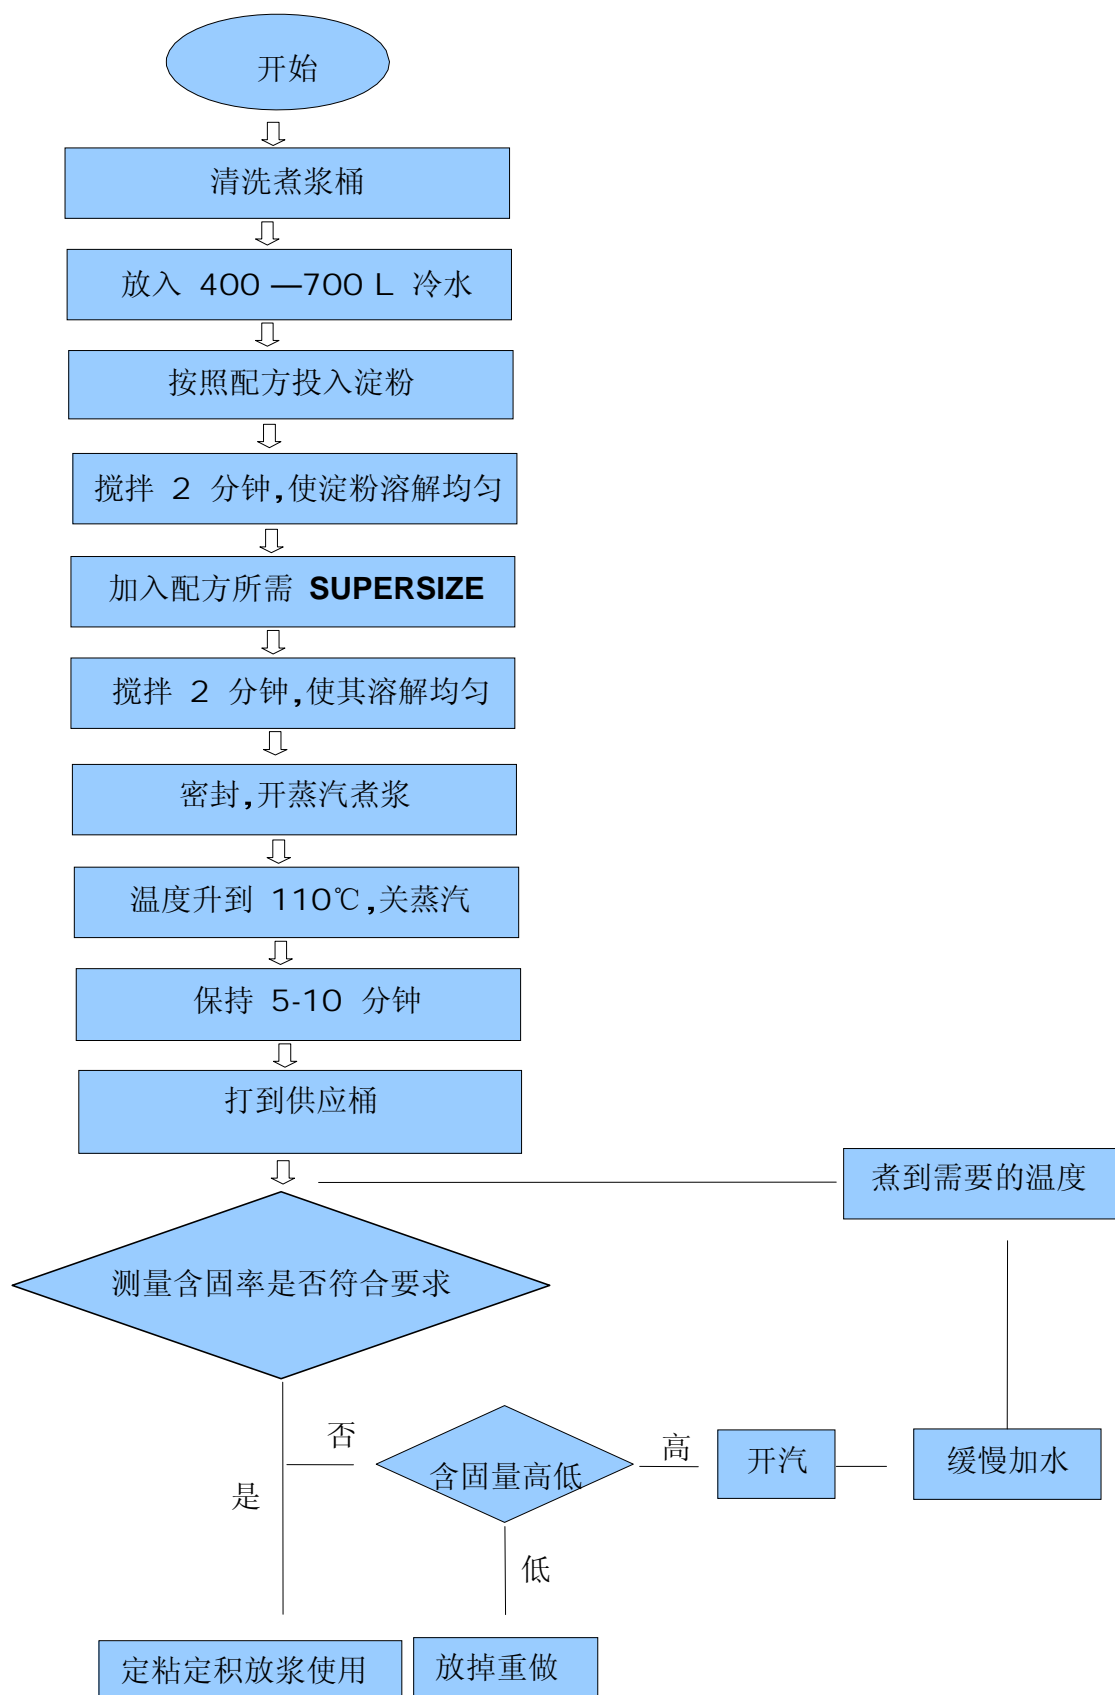 开始
清洗煮浆桶
放入 400 —700 L 冷水
按照配方投入淀粉
搅拌 2 分钟,使淀粉溶解均匀
加入配方所需 SUPERSIZE
搅拌 2 分钟,使其溶解均匀
密封,开蒸汽煮浆
温度升到 110℃,关蒸汽
保持 5-10 分钟
打到供应桶
煮到需要的温度
测量含固率是否符合要求
否
高
开汽
缓慢加水
含固量高低
是
低
定粘定积放浆使用
放掉重做